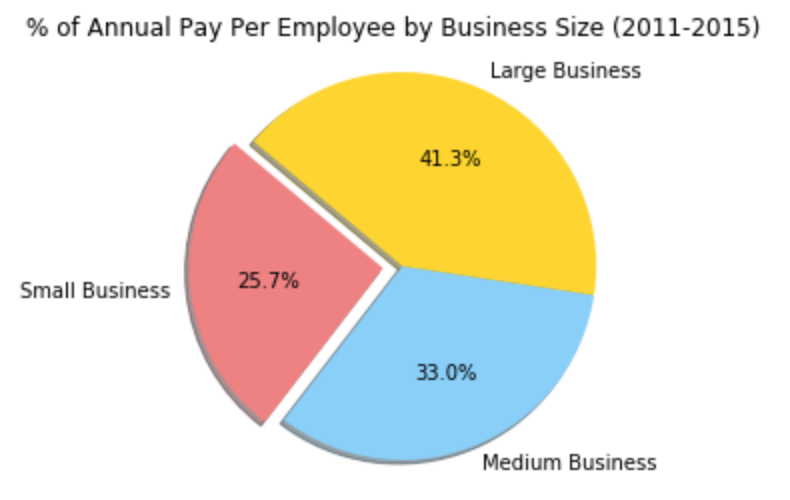 % of Annual Pay Per Employee by Business Size (2011-2015)
Large Business
41.3%
25.7%
Small Business
33.0%
Medium Business